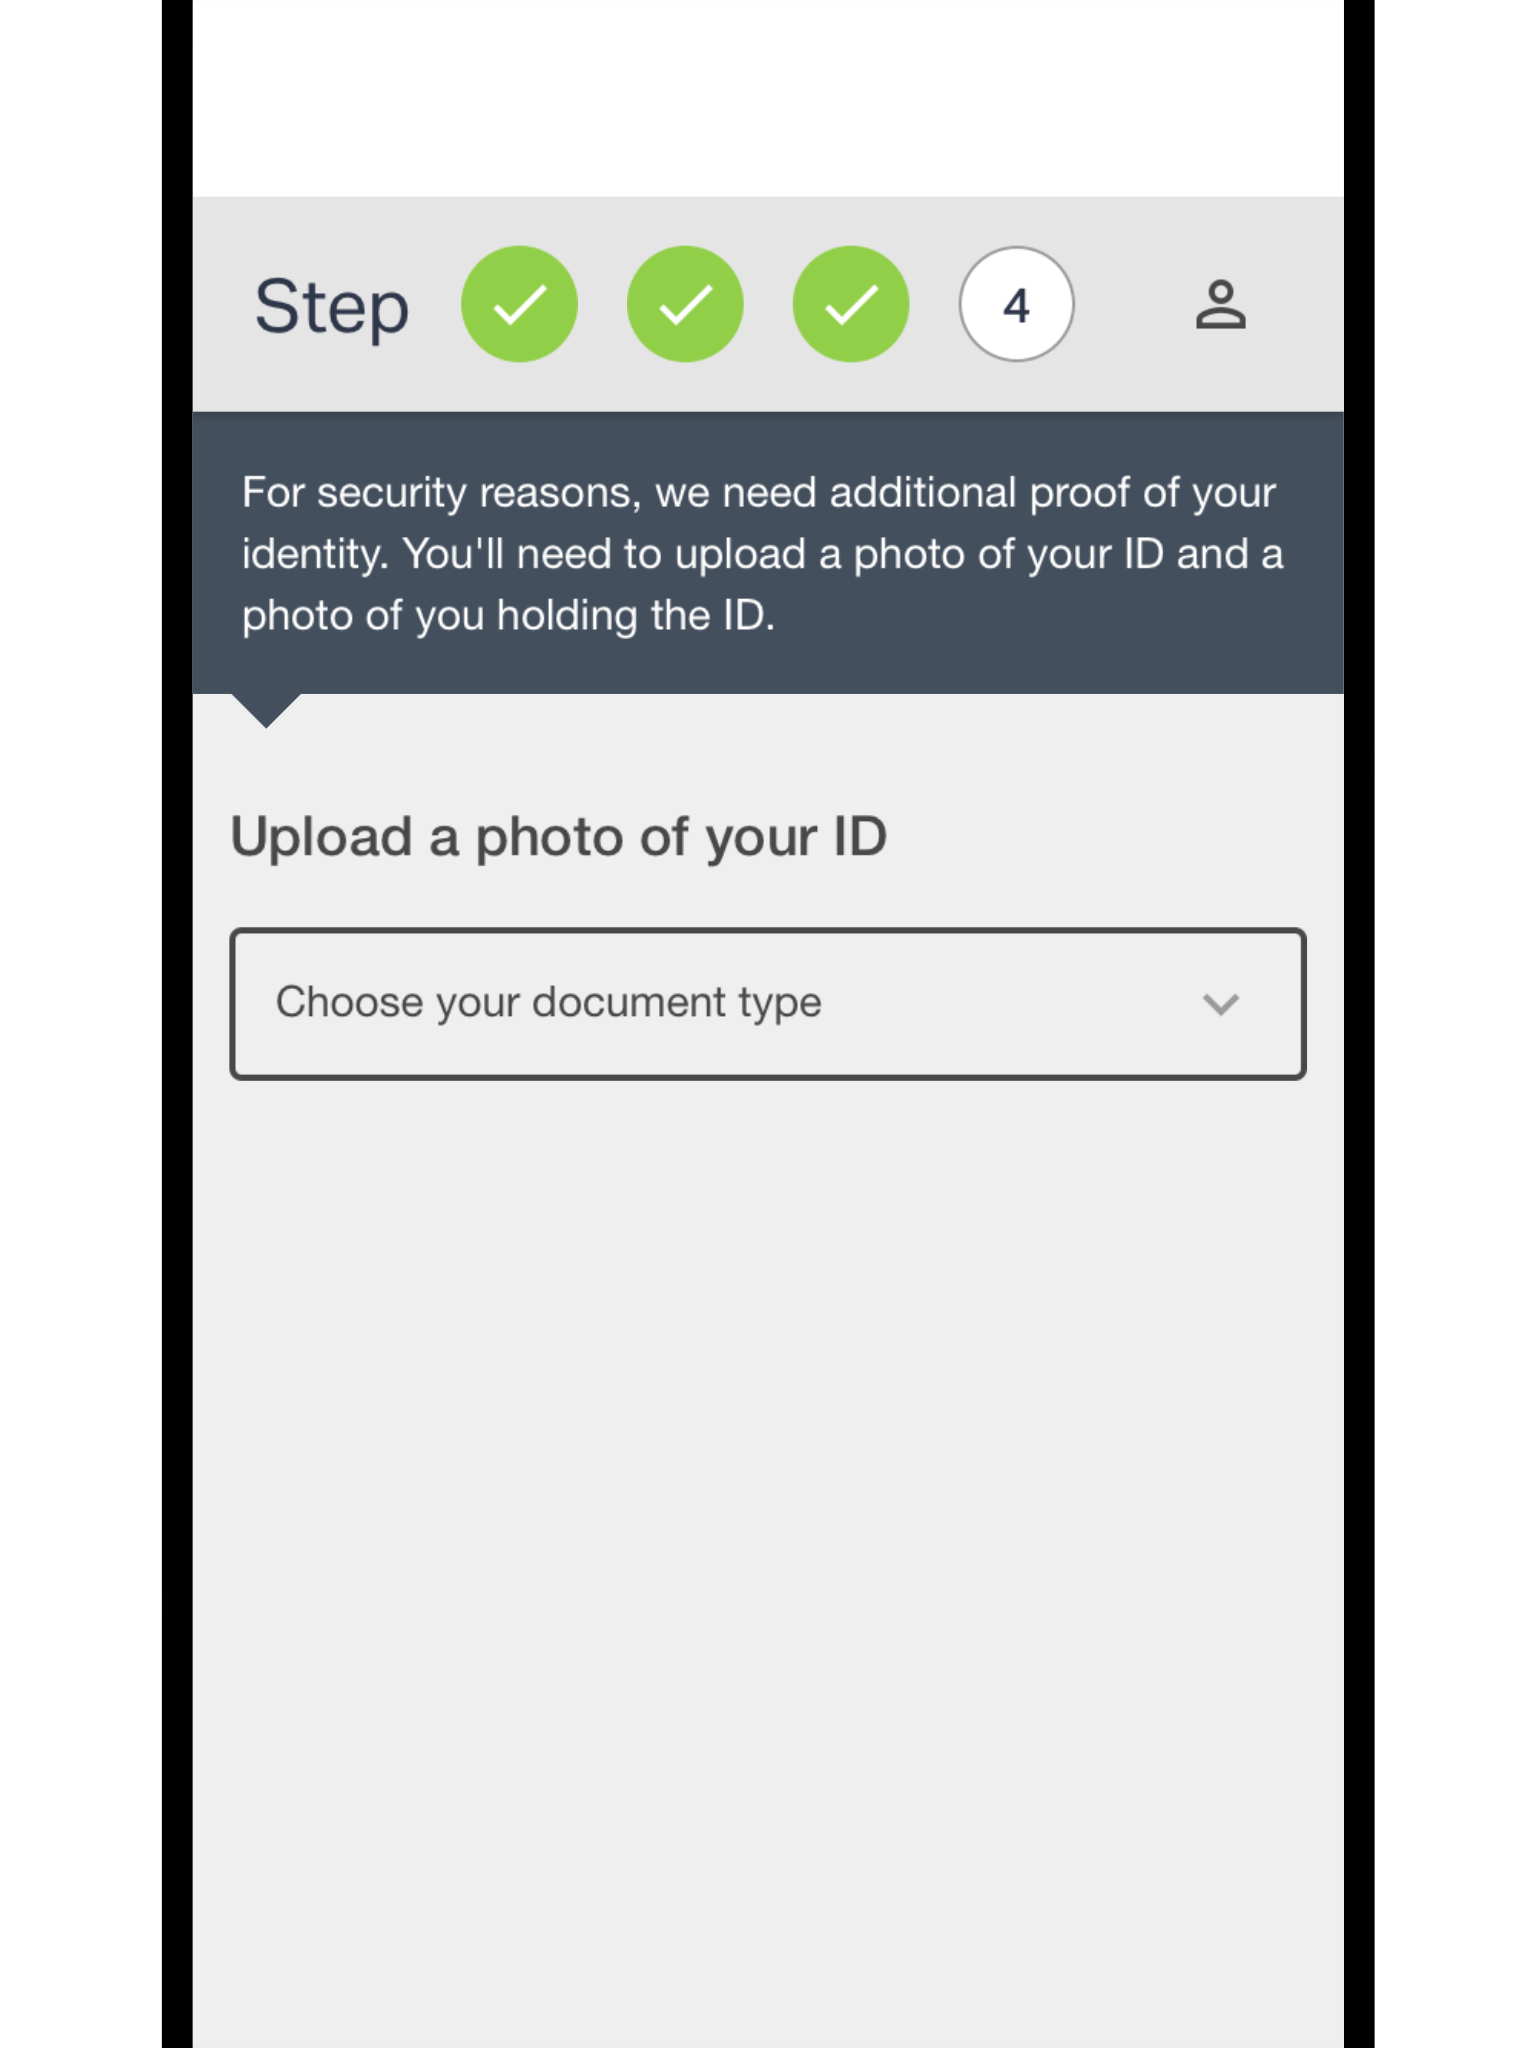 Step 4
For security reasons, we need additional proof of your
identity. You'll need to upload a photo of your ID and a
photo of you holding the ID.
Upload a photo of your ID
Choose your document type